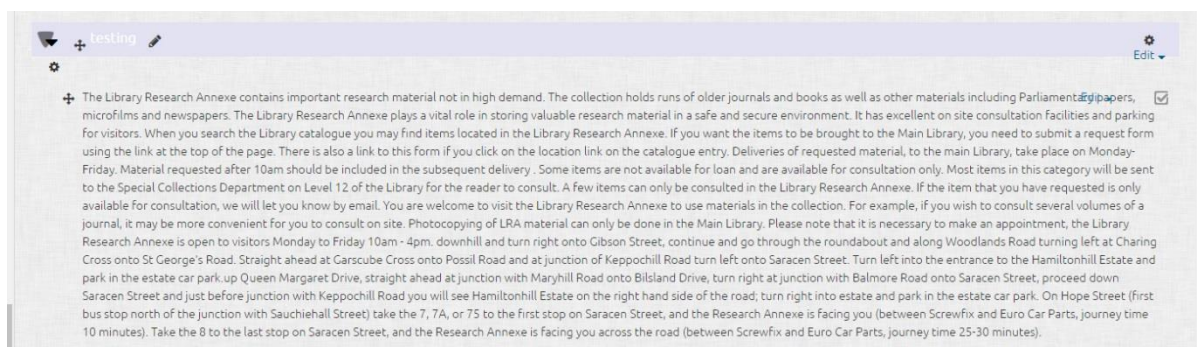 testing
Edit
The Library Research Annexe contains important research material not in high demand. The collection holds runs of older journals and books as well as other materials including Parliamentary papers, Edit
microfilms and newspapers. The Library Research Annexe plays a vital role in storing valuable research material in a safe and secure environment. It has excellent on site consultation facilities and parking
for visitors. When you search the Library catalogue you may find items located in the Library Research Annexe. If you want the items to be brought to the Main Library, you need to submit a request form
using the link at the top of the page. There is also a link to this form if you click on the location link on the catalogue entry. Deliveries of requested material, to the main Library, take place on Monday-
Friday. Material requested after 10am should be included in the subsequent delivery . Some items are not available for loan and are available for consultation only. Most items in this category will be sent
to the Special Collections Department on Level 12 of the Library for the reader to consult. A few items can only be consulted in the Library Research Annexe. If the item that you have requested is only
available for consultation, we will let you know by email. You are welcome to visit the Library Research Annexe to use materials in the collection. For example, if you wish to consult several volumes of a
journal, it may be more convenient for you to consult on site. Photocopying of LRA material can only be done in the Main Library. Please note that it is necessary to make an appointment, the Library
Research Annexe is open to visitors Monday to Friday 10am - 4pm. downhill and turn right onto Gibson Street, continue and go through the roundabout and along Woodlands Road turning left at Charing
Cross onto St George's Road. Straight ahead at Garscube Cross onto Possil Road and at junction of Keppochill Road turn left onto Saracen Street. Turn left into the entrance to the Hamiltonhill Estate and
park in the estate car park.up Queen Margaret Drive, straight ahead at junction with Maryhill Road onto Bilsland Drive, turn right at junction with Balmore Road onto Saracen Street, proceed down
Saracen Street and just before junction with Keppochill Road you will see Hamiltonhill Estate on the right hand side of the road; turn right into estate and park in the estate car park. On Hope Street (first
bus stop north of the junction with Sauchiehall Street) take the 7, 7A, or 75 to the first stop on Saracen Street, and the Research Annexe is facing you (between Screwfix and Euro Car Parts, journey time
10 minutes). Take the 8 to the last stop on Saracen Street, and the Research Annexe is facing you across the road (between Screwfix and Euro Car Parts, journey time 25-30 minutes).